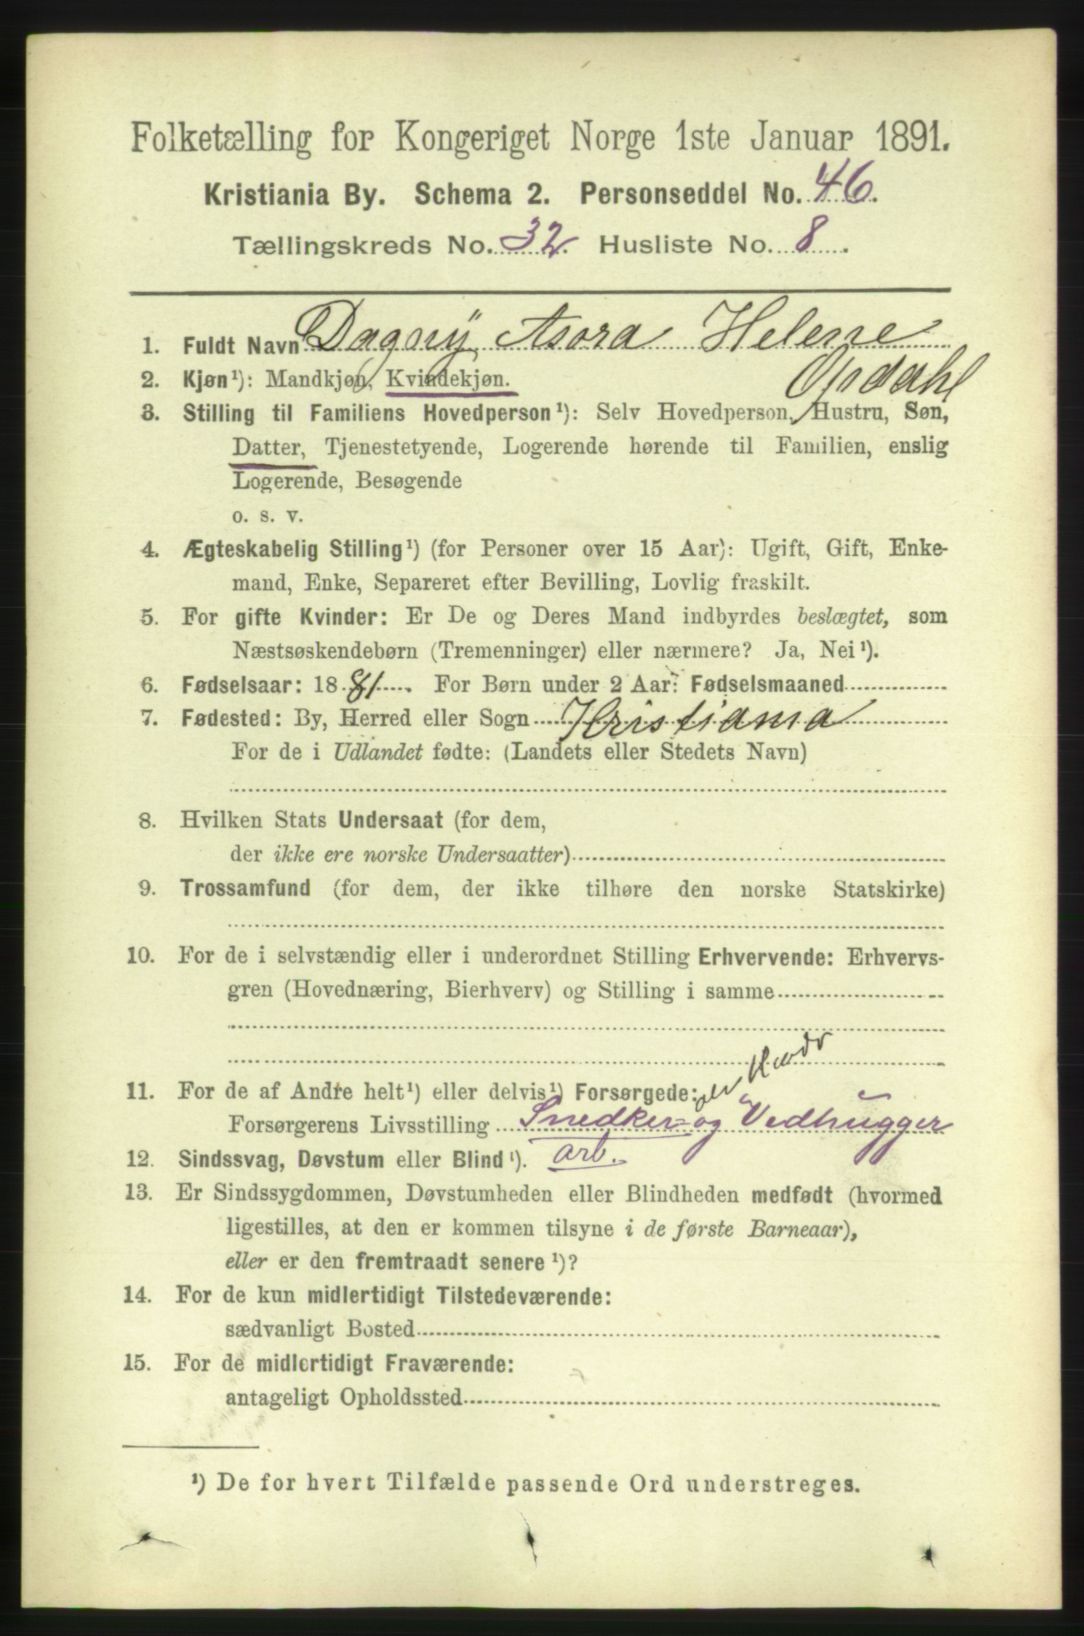 Folketælling for Kongeriget Norge 1ste Januar 1891.
Kristiania By. Schema 2. Personseddel No. 46.
Tællingskreds No. 32. Husliste No. 8.
1. Fuldt Navn Dagny Asora Helene
Opdahl
2. Kjøn¹): Mandkjøn, Kvindekjøn.
3. Stilling til Familiens Hovedperson¹): Selv Hovedperson, Hustru, Søn,
Datter, Tjenestetyende, Logerende hørende til Familien, enslig
Logerende, Besøgende
o. s. v.
4. Ægteskabelig Stilling¹) (for Personer over 15 Aar): Ugift, Gift, Enke-
mand, Enke, Separeret efter Bevilling, Lovlig fraskilt.
5. For gifte Kvinder: Er De og Deres Mand indbyrdes beslægtet, som
Næstsøskendebørn (Tremenninger) eller nærmere? Ja, Nei¹).
6. Fødselsaar: 1881. For Børn under 2 Aar: Fødselsmaaned
7. Fødested: By, Herred eller Sogn Kristiania
For de i Udlandet fødte: (Landets eller Stedets Navn)
8. Hvilken Stats Undersaat (for dem,
der ikke ere norske Undersaatter)
9. Trossamfund (for dem, der ikke tilhøre den norske Statskirke)
10. For de i selvstændig eller i underordnet Stilling Erhvervende: Erhvervs-
gren (Hovednæring, Bierhverv) og Stilling i samme
11. For de af Andre helt¹) eller delvis¹) Forsørgede:
Forsørgerens Livsstilling Snedker- og Vedhugger
arb.
12. Sindssvag, Døvstum eller Blind¹).
13. Er Sindssygdommen, Døvstumheden eller Blindheden medfødt (hvormed
ligestilles, at den er kommen tilsyne i de første Barneaar),
eller er den fremtraadt senere¹)?
14. For de kun midlertidigt Tilstedeværende:
sædvanligt Bosted
15. For de midlertidigt Fraværende:
antageligt Opholdssted
¹) De for hvert Tilfælde passende Ord understreges.